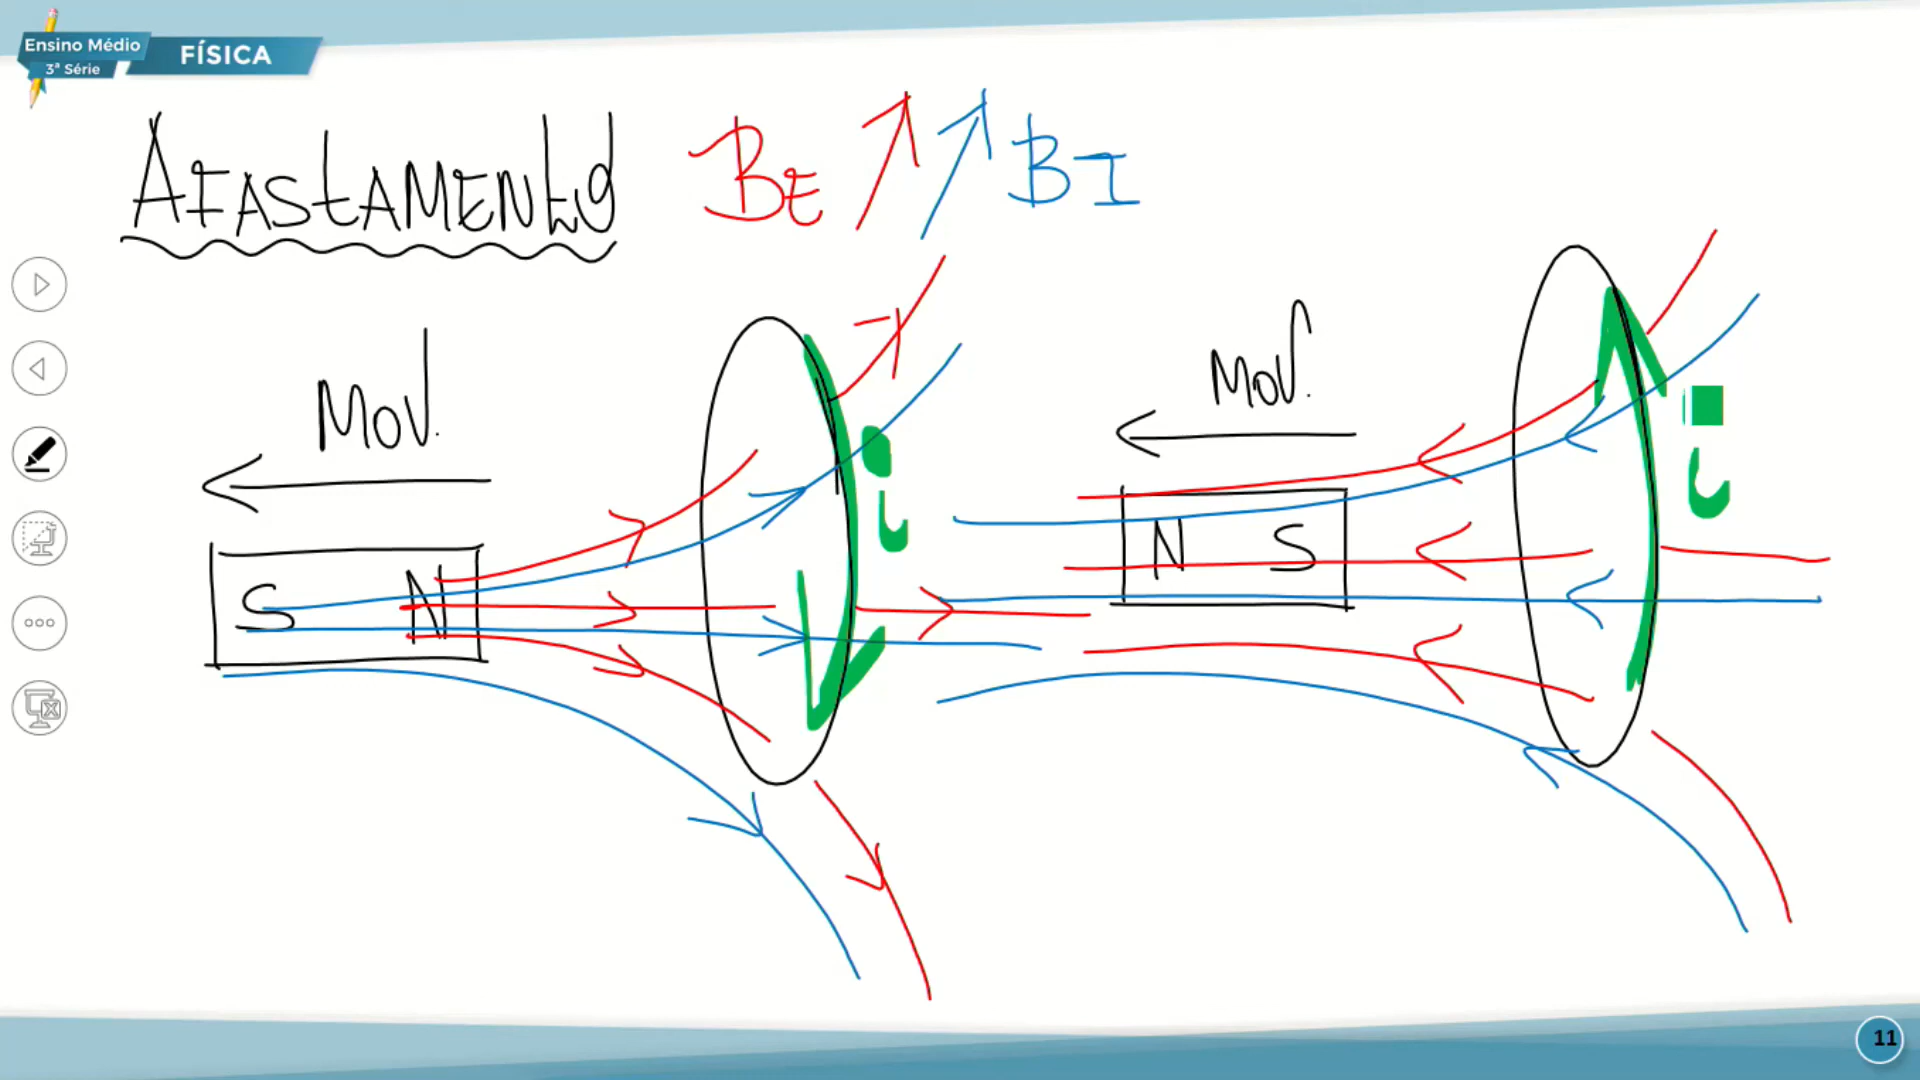 Ensino Médio
3ª Série
FÍSICA
AFASTAMENTO
BE BI
MOV.
MOV.
i
i
N S
S N
11